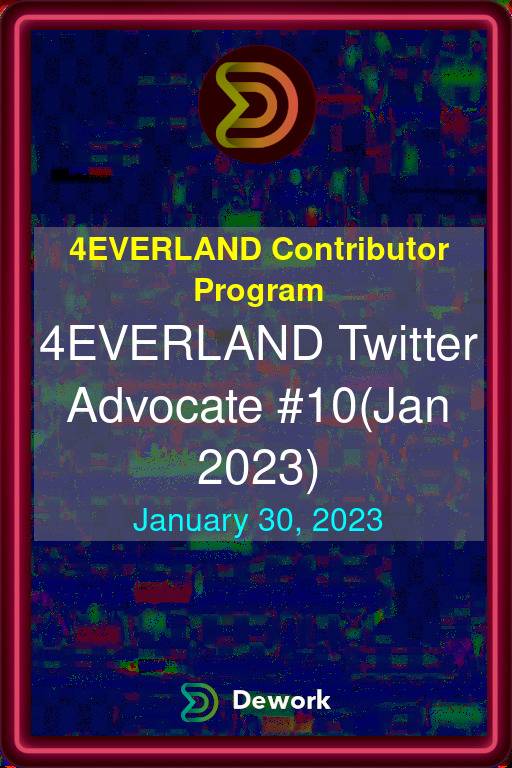 4EVERLAND Contributor
Program
4EVERLAND Twitter
Advocate #10(Jan
2023)
January 30, 2023
Dework